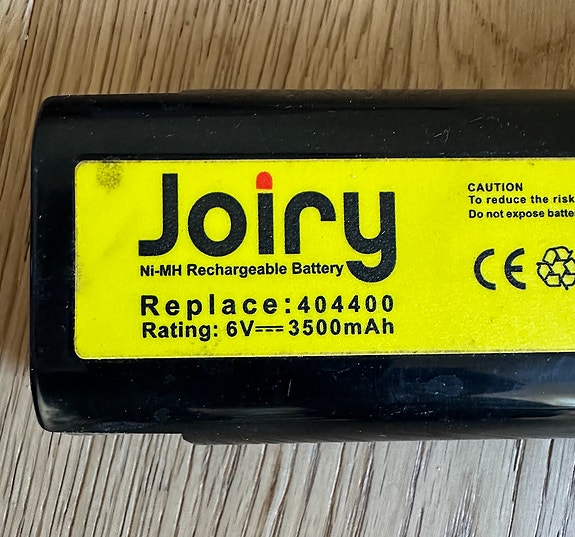 Joiry
Ni-MH Rechargeable Battery
Replace: 404400
Rating: 6V⎓3500mAh
CAUTION
To reduce the risk
Do not expose batte
CE